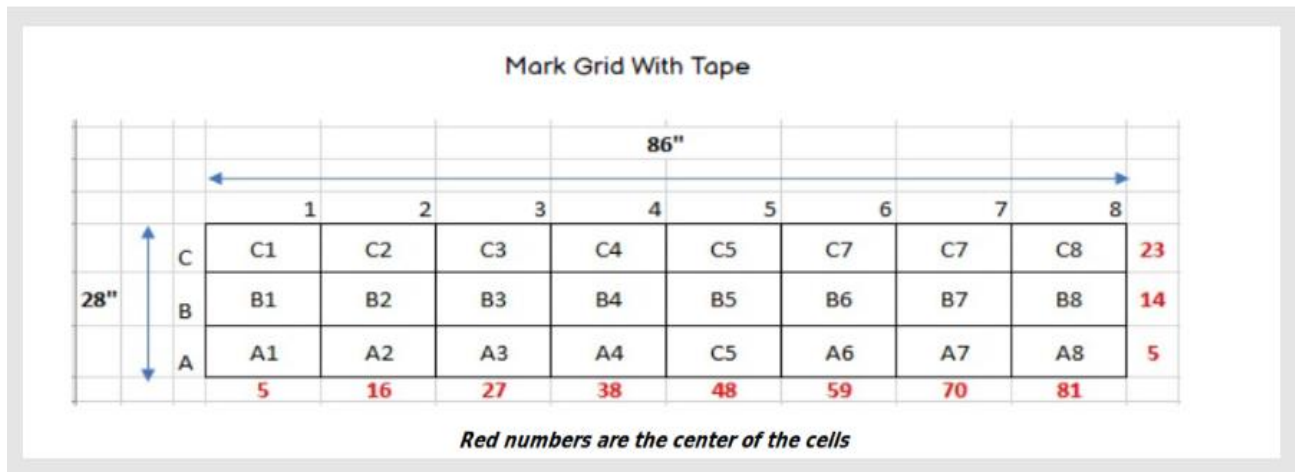 Mark Grid With Tape
86"
1 2 3 4 5 6 7 8
C C1 C2 C3 C4 C5 C7 C7 C8 23
28" B B1 B2 B3 B4 B5 B6 B7 B8 14
A A1 A2 A3 A4 C5 A6 A7 A8 5
5 16 27 38 48 59 70 81
Red numbers are the center of the cells